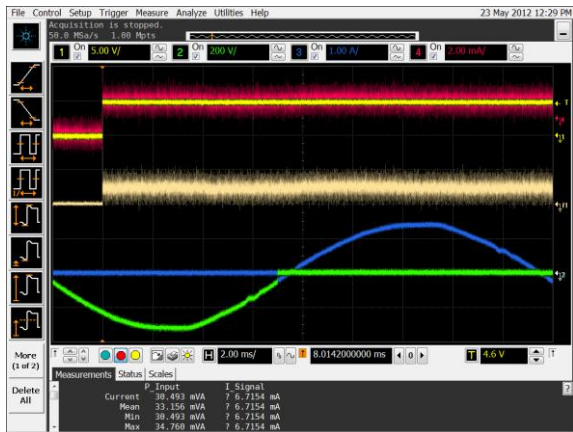 File Control Setup Trigger Measure Analyze Utilities Help 23 May 2012 12:29 PM
Acquisition is stopped.
50.0 MSa/s 1.00 Mpts
1 On 5.00 V/ 2 On 200 V/ 3 On 1.00 A/ 4 On 2.00 mA/
T
More
(1 of 2)
Delete
All
H 2.00 ms/ 8.0142000000 ms 0 T 4.6 V
Measurements Status Scales
P_Input I_Signal
Current 30.493 mVA ? 6.7154 mA
Mean 33.156 mVA ? 6.7154 mA
Min 30.493 mVA ? 6.7154 mA
Max 34.760 mVA ? 6.7154 mA